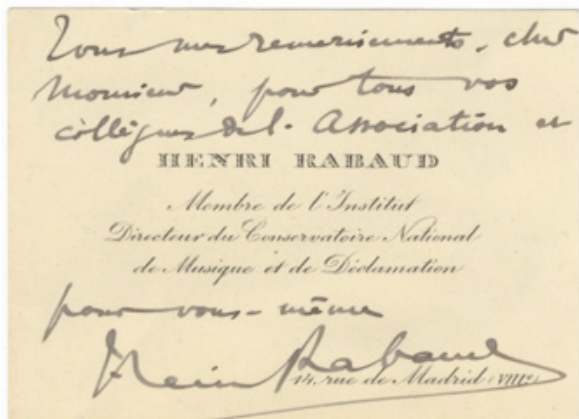 Tous mes remerciements, cher
Monsieur, pour tous vos
collègues de l'Association et
HENRI RABAUD
Membre de l'Institut
Directeur du Conservatoire National
de Musique et de Déclamation
pour vous-même
Henri Rabaud
14, rue de Madrid (VIIIe)